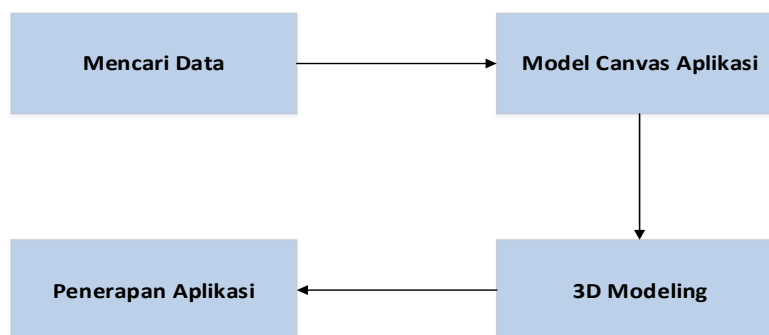 Mencari Data
Model Canvas Aplikasi
3D Modeling
Penerapan Aplikasi